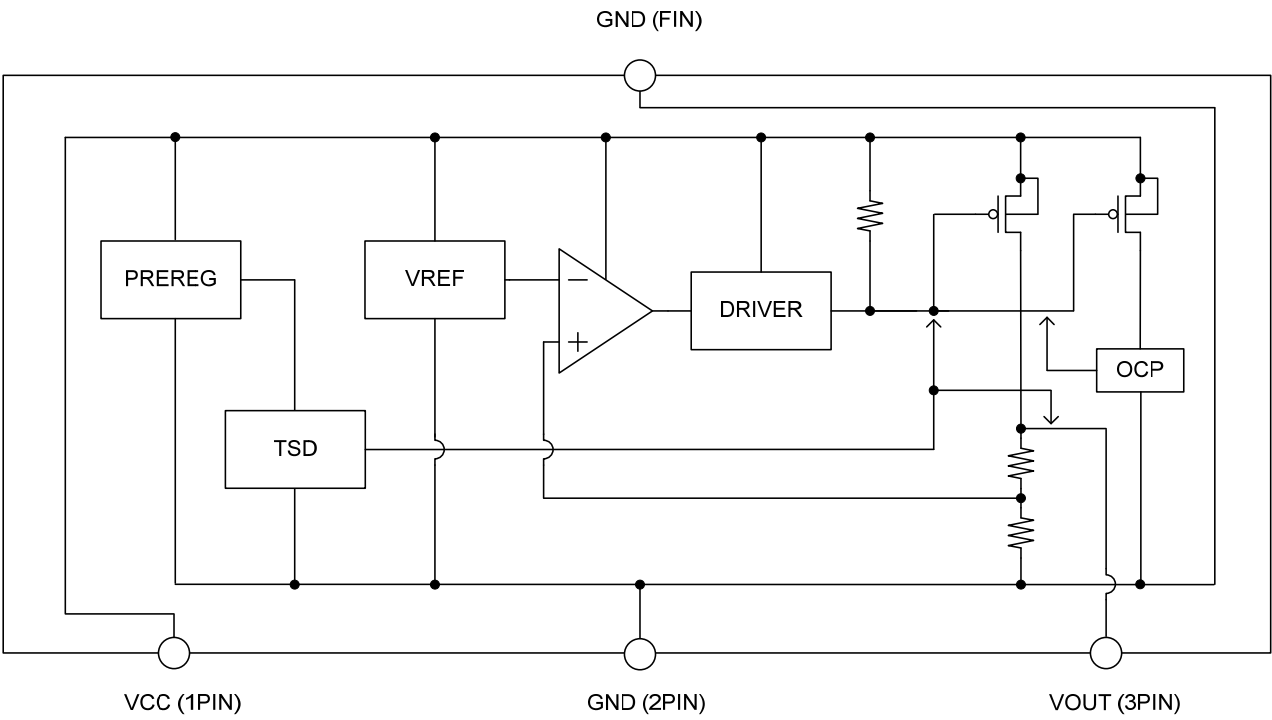 GND (FIN)
PREREG
VREF
DRIVER
OCP
TSD
VCC (1PIN)
GND (2PIN)
VOUT (3PIN)